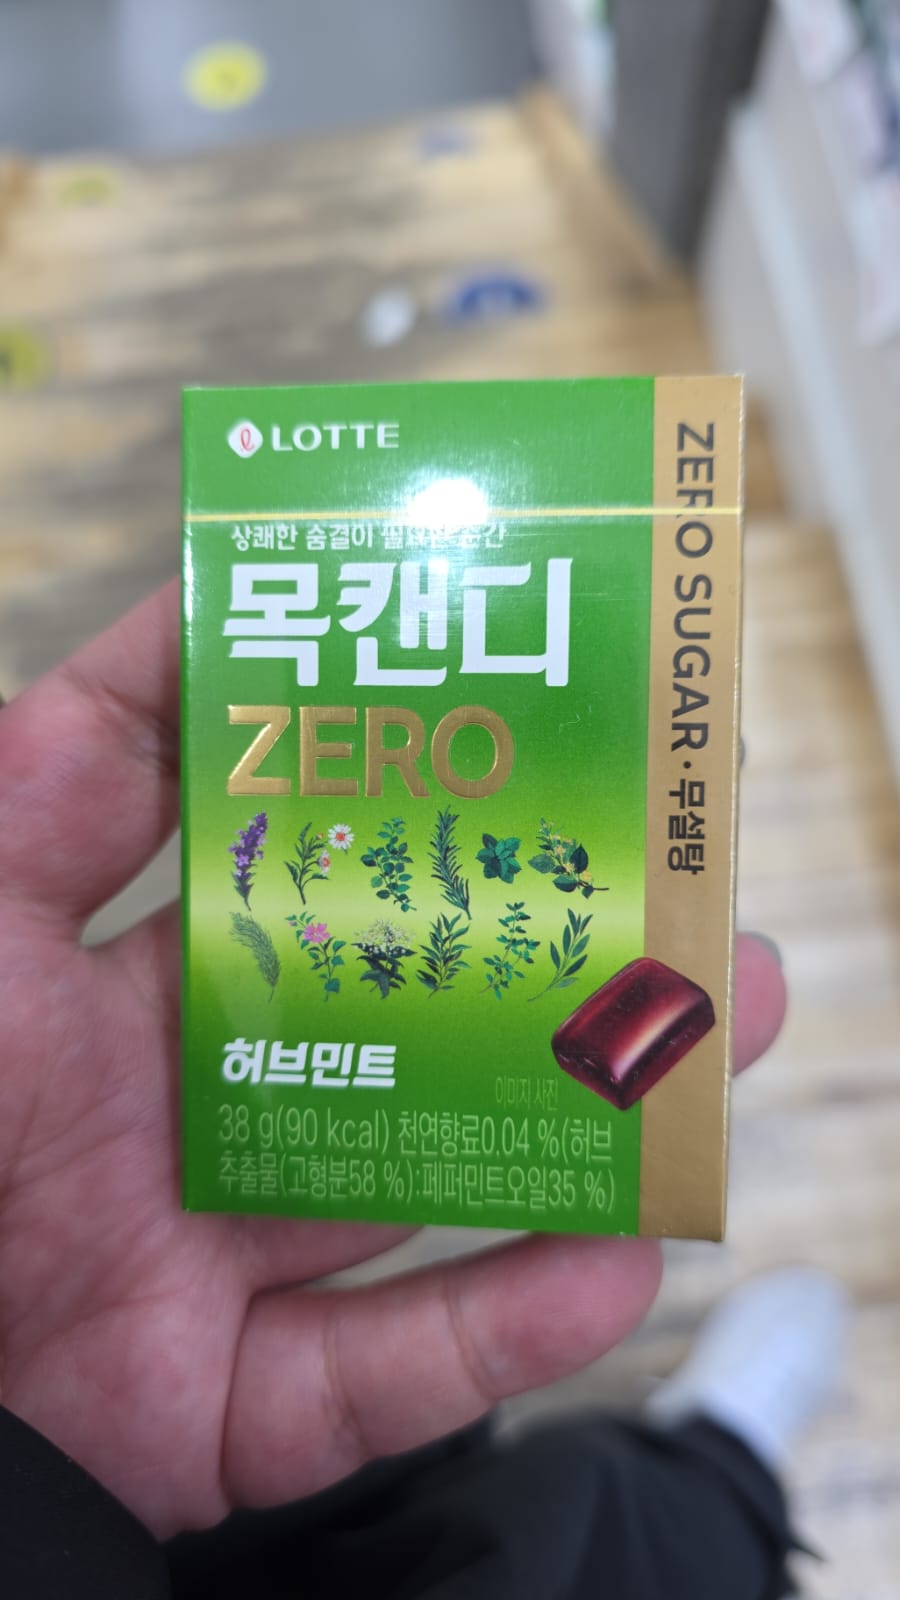 LOTTE
상쾌한 숨결이 필요한 순간
목캔디
ZERO
허브민트
이미지 사진
38 g(90 kcal) 천연향료0.04 %(허브
추출물(고형분58 %):페퍼민트오일35 %)
ZERO SUGAR·무설탕